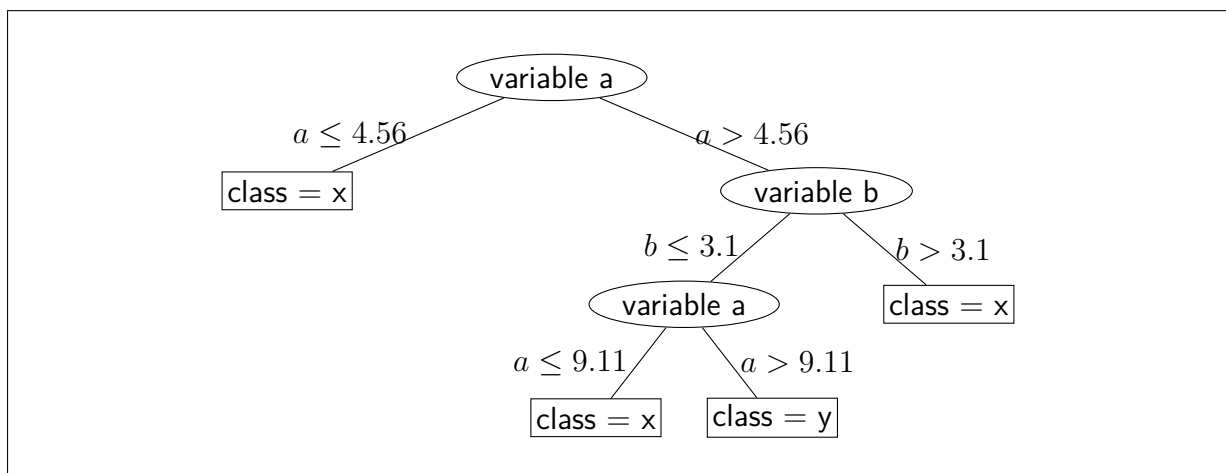 variable a
a ≤ 4.56
a > 4.56
class = x
variable b
b ≤ 3.1
b > 3.1
variable a
class = x
a ≤ 9.11
a > 9.11
class = x
class = y